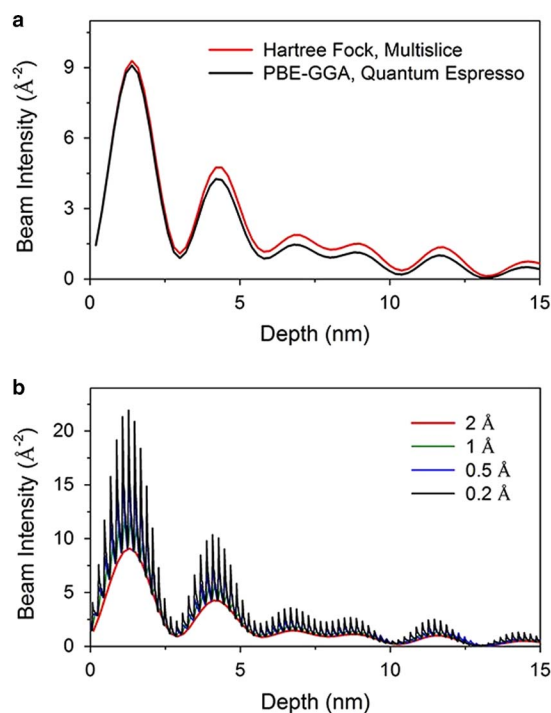 a
Hartree Fock, Multislice
PBE-GGA, Quantum Espresso
Beam Intensity (Å⁻²)
9
6
3
0
0 5 10 15
Depth (nm)
b
2 Å
1 Å
0.5 Å
0.2 Å
Beam Intensity (Å⁻²)
20
15
10
5
0
0 5 10 15
Depth (nm)